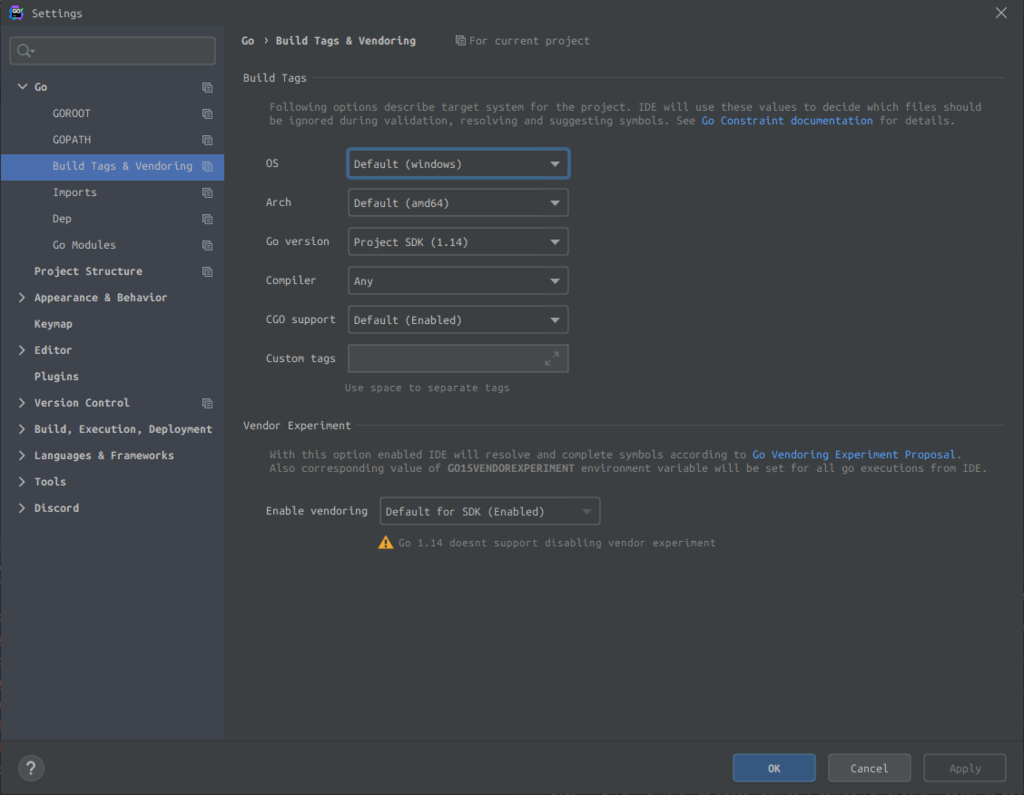 Settings
Go
GOROOT
GOPATH
Build Tags & Vendoring
Imports
Dep
Go Modules
Project Structure
Appearance & Behavior
Keymap
Editor
Plugins
Version Control
Build, Execution, Deployment
Languages & Frameworks
Tools
Discord
Go › Build Tags & Vendoring For current project
Build Tags
Following options describe target system for the project. IDE will use these values to decide which files should
be ignored during validation, resolving and suggesting symbols. See Go Constraint documentation for details.
OS Default (windows)
Arch Default (amd64)
Go version Project SDK (1.14)
Compiler Any
CGO support Default (Enabled)
Custom tags
Use space to separate tags
Vendor Experiment
With this option enabled IDE will resolve and complete symbols according to Go Vendoring Experiment Proposal.
Also corresponding value of GO15VENDOREXPERIMENT environment variable will be set for all go executions from IDE.
Enable vendoring Default for SDK (Enabled)
Go 1.14 doesnt support disabling vendor experiment
?
OK Cancel Apply